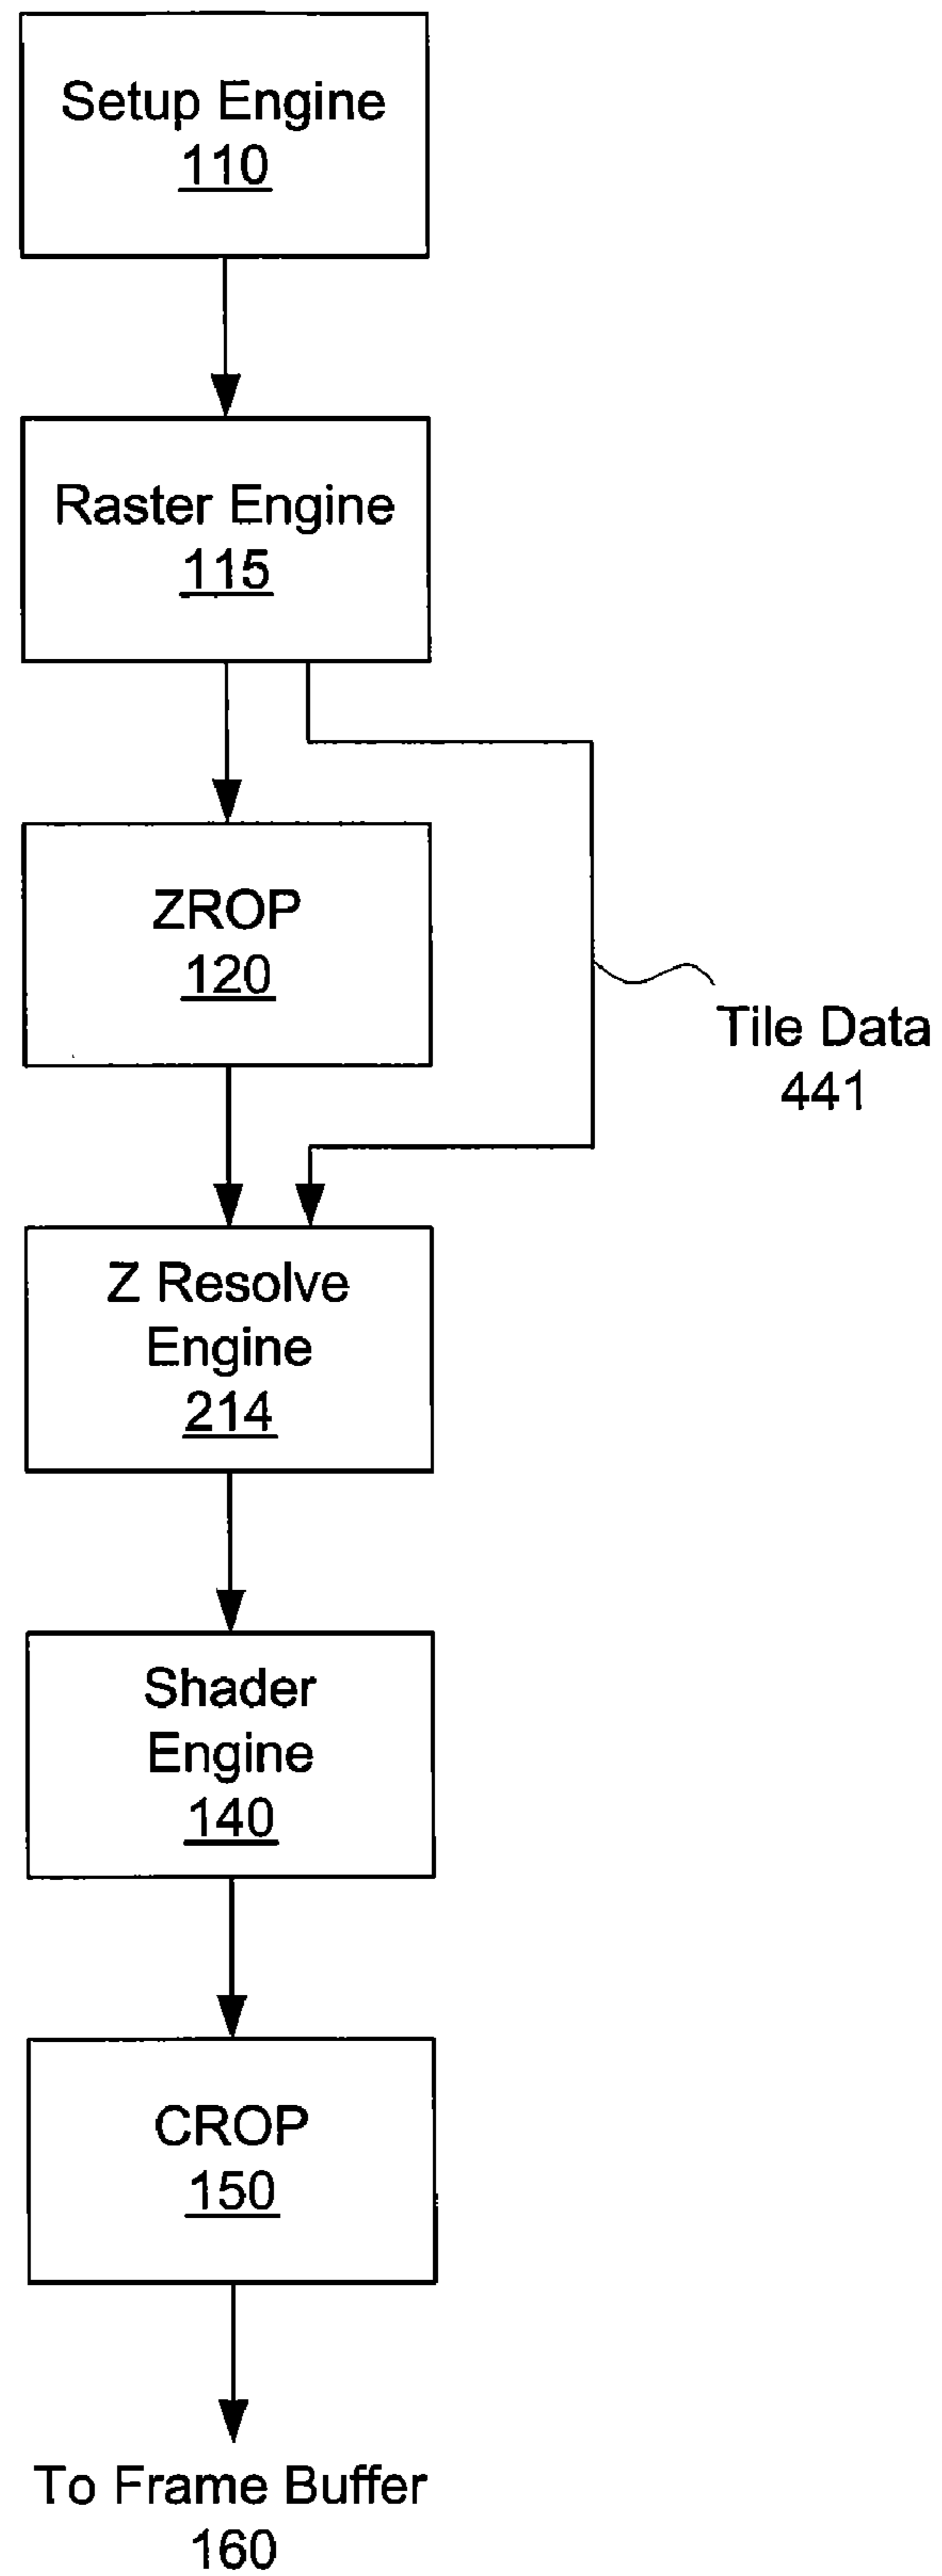 Setup Engine
110
Raster Engine
115
ZROP
120
Tile Data
441
Z Resolve
Engine
214
Shader
Engine
140
CROP
150
To Frame Buffer
160